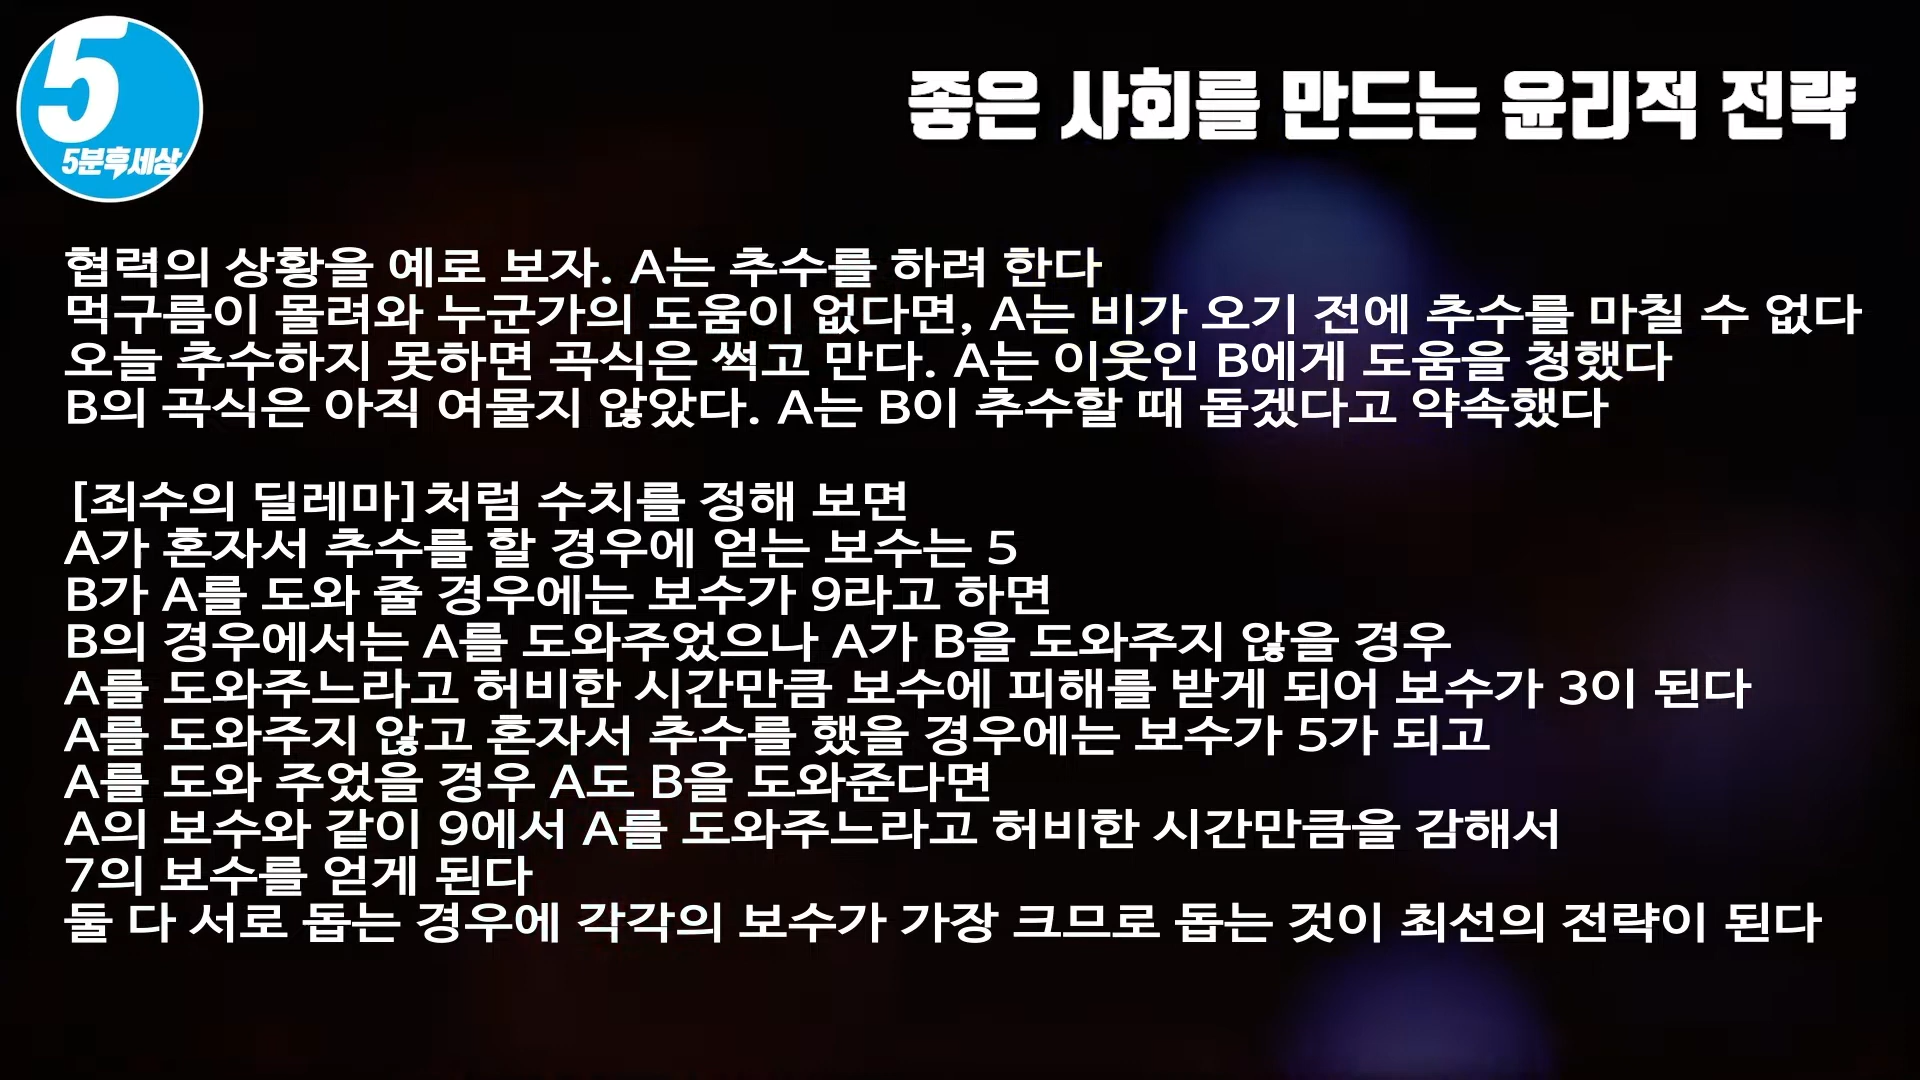 5
5분후세상
좋은 사회를 만드는 윤리적 전략
협력의 상황을 예로 보자. A는 추수를 하려 한다
먹구름이 몰려와 누군가의 도움이 없다면, A는 비가 오기 전에 추수를 마칠 수 없다
오늘 추수하지 못하면 곡식은 썩고 만다. A는 이웃인 B에게 도움을 청했다
B의 곡식은 아직 여물지 않았다. A는 B이 추수할 때 돕겠다고 약속했다
[죄수의 딜레마]처럼 수치를 정해 보면
A가 혼자서 추수를 할 경우에 얻는 보수는 5
B가 A를 도와 줄 경우에는 보수가 9라고 하면
B의 경우에서는 A를 도와주었으나 A가 B을 도와주지 않을 경우
A를 도와주느라고 허비한 시간만큼 보수에 피해를 받게 되어 보수가 3이 된다
A를 도와주지 않고 혼자서 추수를 했을 경우에는 보수가 5가 되고
A를 도와 주었을 경우 A도 B을 도와준다면
A의 보수와 같이 9에서 A를 도와주느라고 허비한 시간만큼을 감해서
7의 보수를 얻게 된다
둘 다 서로 돕는 경우에 각각의 보수가 가장 크므로 돕는 것이 최선의 전략이 된다